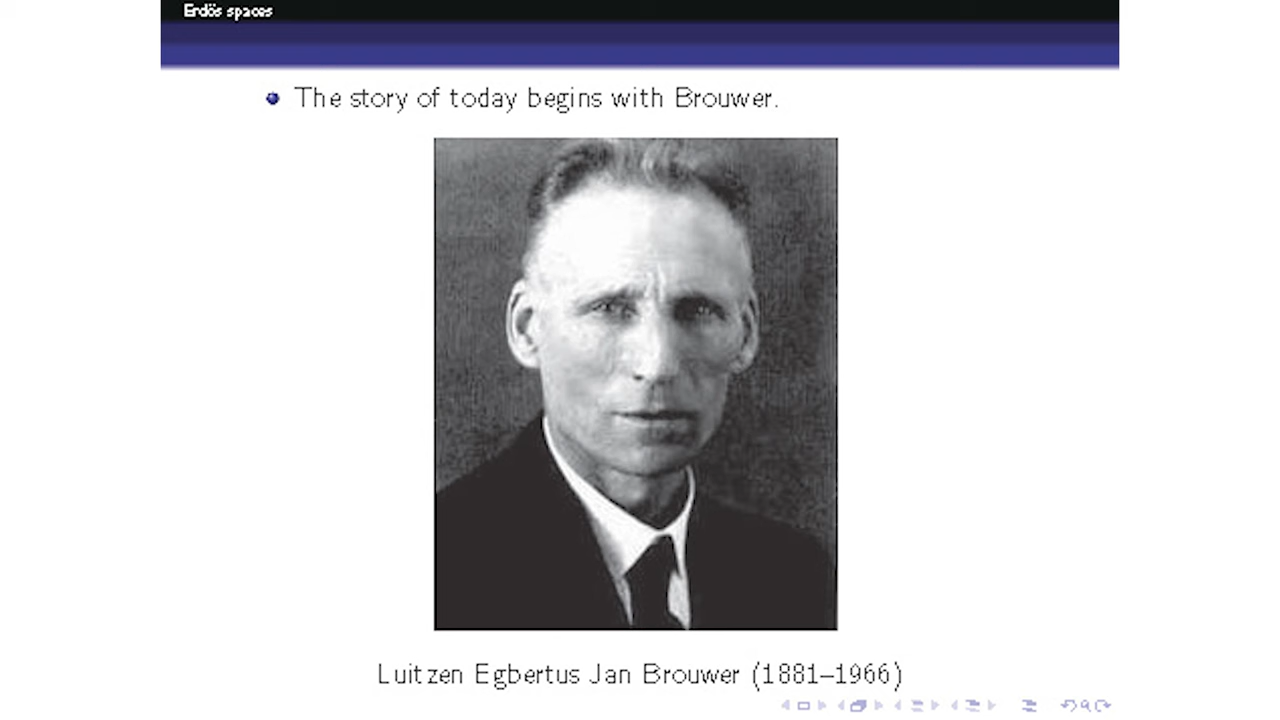 Erdös spaces
The story of today begins with Brouwer.
Luitzen Egbertus Jan Brouwer (1881–1966)